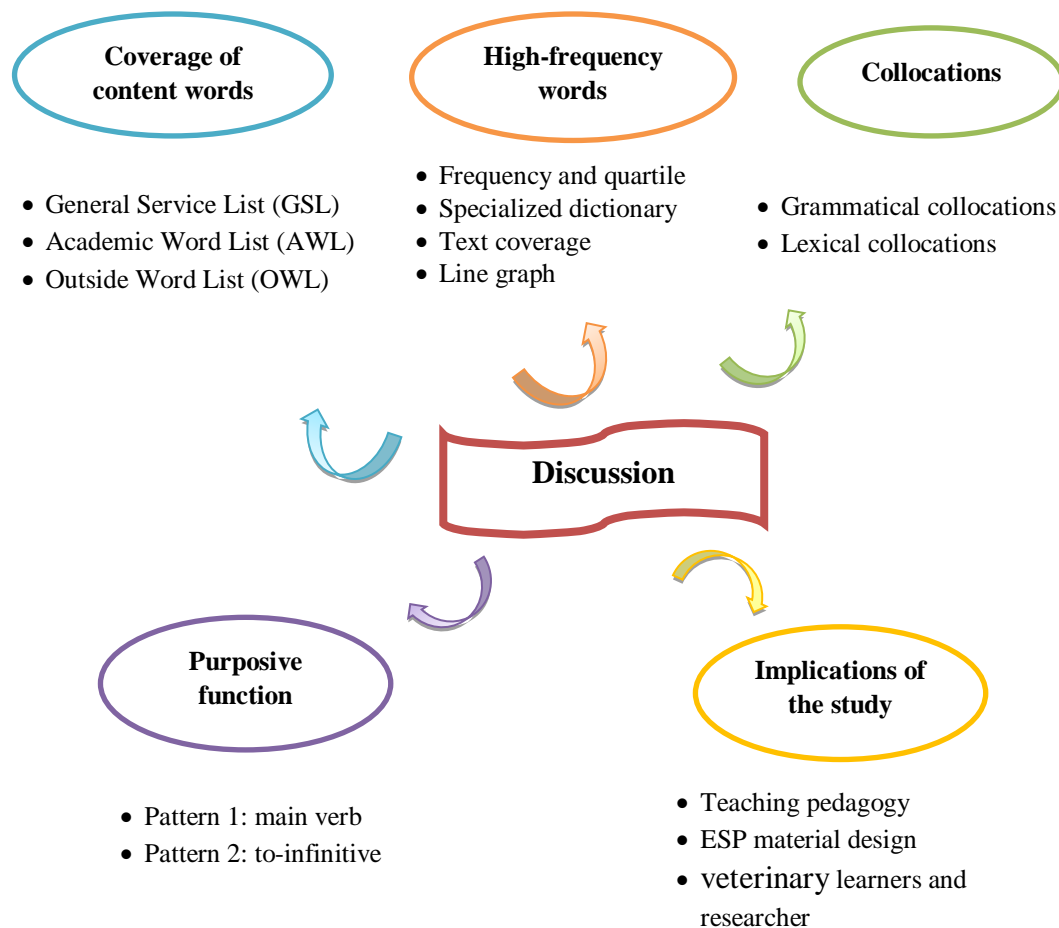 Coverage of
content words
• General Service List (GSL)
• Academic Word List (AWL)
• Outside Word List (OWL)
High-frequency
words
• Frequency and quartile
• Specialized dictionary
• Text coverage
• Line graph
Collocations
• Grammatical collocations
• Lexical collocations
Discussion
Purposive
function
• Pattern 1: main verb
• Pattern 2: to-infinitive
Implications of
the study
• Teaching pedagogy
• ESP material design
• veterinary learners and
researcher